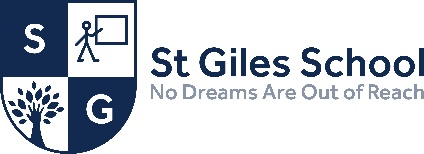 S
G
St Giles School
No Dreams Are Out of Reach